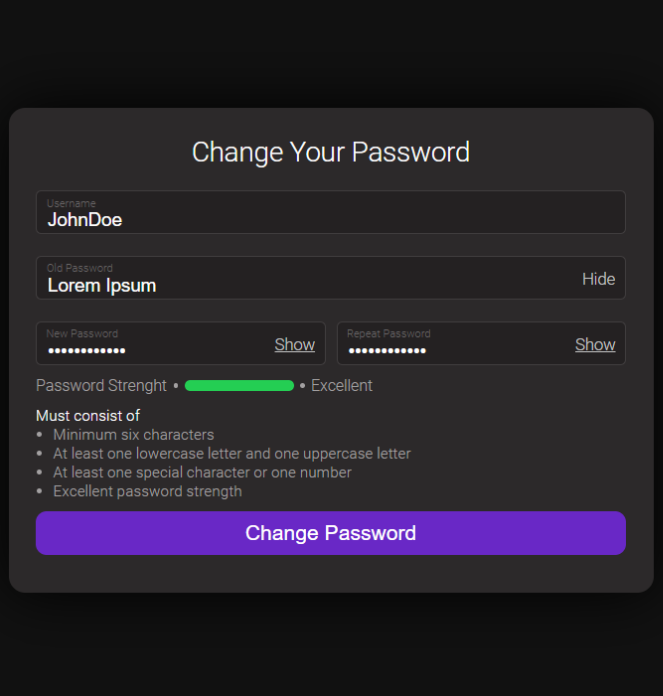 Change Your Password
Username
JohnDoe
Old Password
Lorem Ipsum
Hide
New Password
••••••••••••
Show
Repeat Password
••••••••••••
Show
Password Strenght • • Excellent
Must consist of
• Minimum six characters
• At least one lowercase letter and one uppercase letter
• At least one special character or one number
• Excellent password strength
Change Password